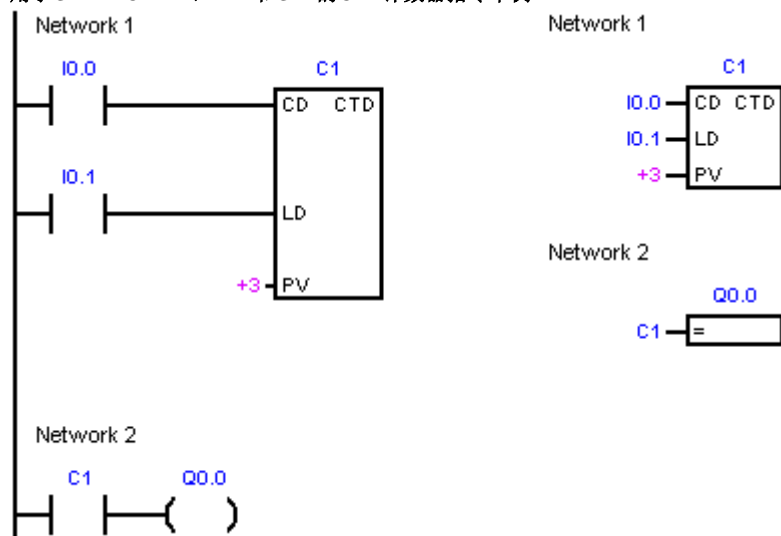 Network 1
I0.0
C1
CD CTD
I0.1
LD
+3
PV
Network 2
C1
Q0.0
Network 1
C1
I0.0
CD CTD
I0.1
LD
+3
PV
Network 2
Q0.0
C1
=